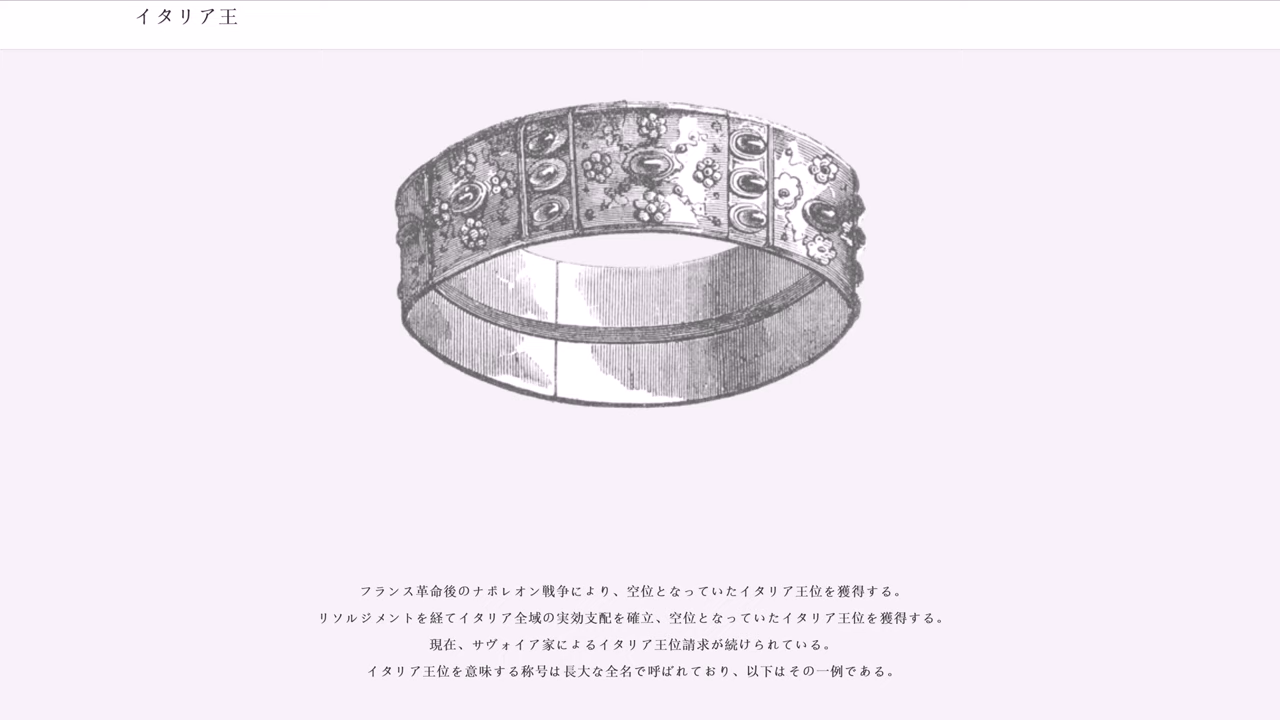 イタリア王
フランス革命後のナポレオン戦争により、空位となっていたイタリア王位を獲得する。
リソルジメントを経てイタリア全域の実効支配を確立、空位となっていたイタリア王位を獲得する。
現在、サヴォイア家によるイタリア王位請求が続けられている。
イタリア王位を意味する称号は長大な全名で呼ばれており、以下はその一例である。